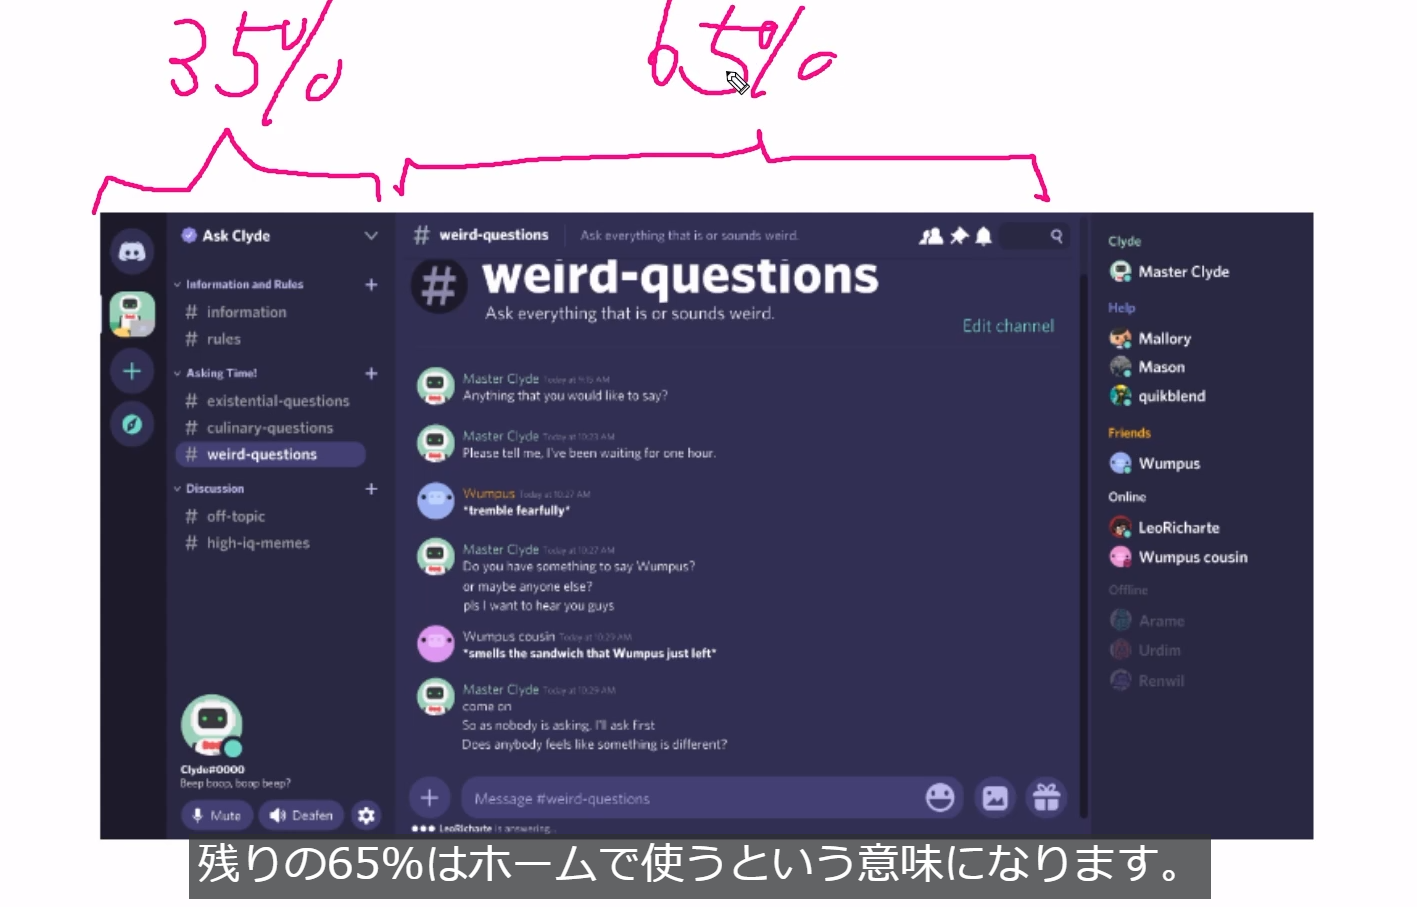 35%
65%
Ask Clyde
Information and Rules
# information
# rules
Asking Time!
# existential-questions
# culinary-questions
# weird-questions
Discussion
# off-topic
# high-iq-memes
Clyde#0000
Beep boop, boop beep?
Mute
Deafen
# weird-questions
Ask everything that is or sounds weird.
# weird-questions
Ask everything that is or sounds weird.
Edit channel
Master Clyde Today at 9:15 AM
Anything that you would like to say?
Master Clyde Today at 10:23 AM
Please tell me, I've been waiting for one hour.
Wumpus Today at 10:27 AM
*tremble fearfully*
Master Clyde Today at 10:27 AM
Do you have something to say Wumpus?
or maybe anyone else?
pls I want to hear you guys
Wumpus cousin Today at 10:29 AM
*smells the sandwich that Wumpus just left*
Master Clyde Today at 10:29 AM
come on
So as nobody is asking, I'll ask first
Does anybody feels like something is different?
Message #weird-questions
LeoRicharte is answering...
Clyde
Master Clyde
Help
Mallory
Mason
quikblend
Friends
Wumpus
Online
LeoRicharte
Wumpus cousin
Offline
Arame
Urdim
Renwil
残りの65%はホームで使うという意味になります。